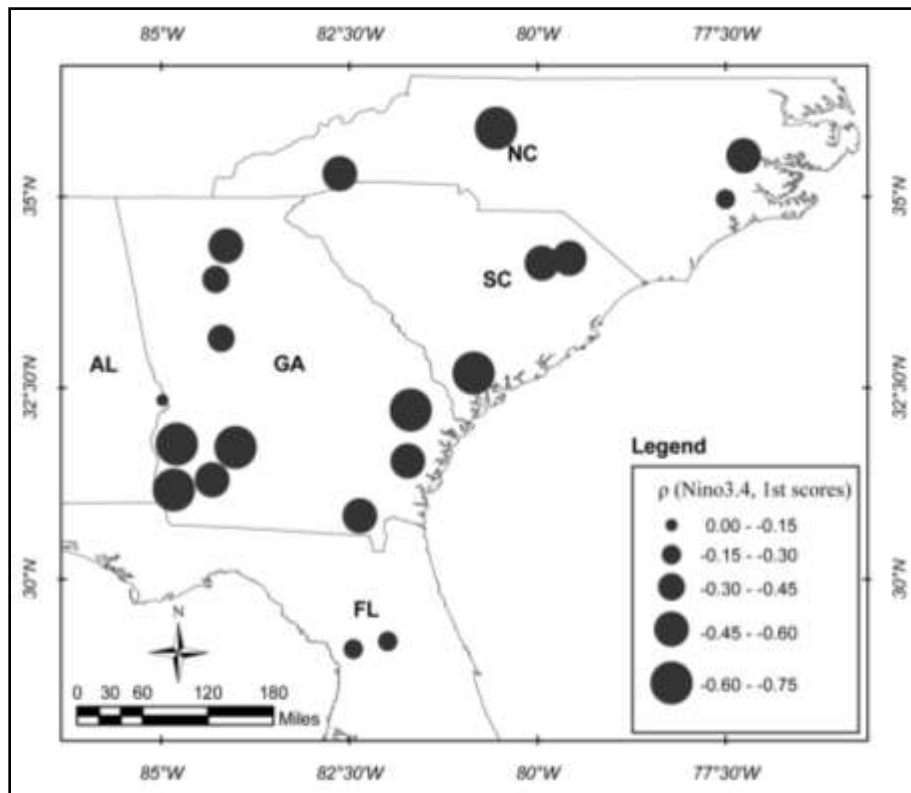 85°W 82°30'W 80°W 77°30'W
NC
35°N 35°N
SC
AL GA
32°30'N 32°30'N
Legend
ρ (Nino3.4, 1st scores)
0.00 - -0.15
-0.15 - -0.30
-0.30 - -0.45
-0.45 - -0.60
-0.60 - -0.75
30°N 30°N
FL
N
0 30 60 120 180
Miles
85°W 82°30'W 80°W 77°30'W